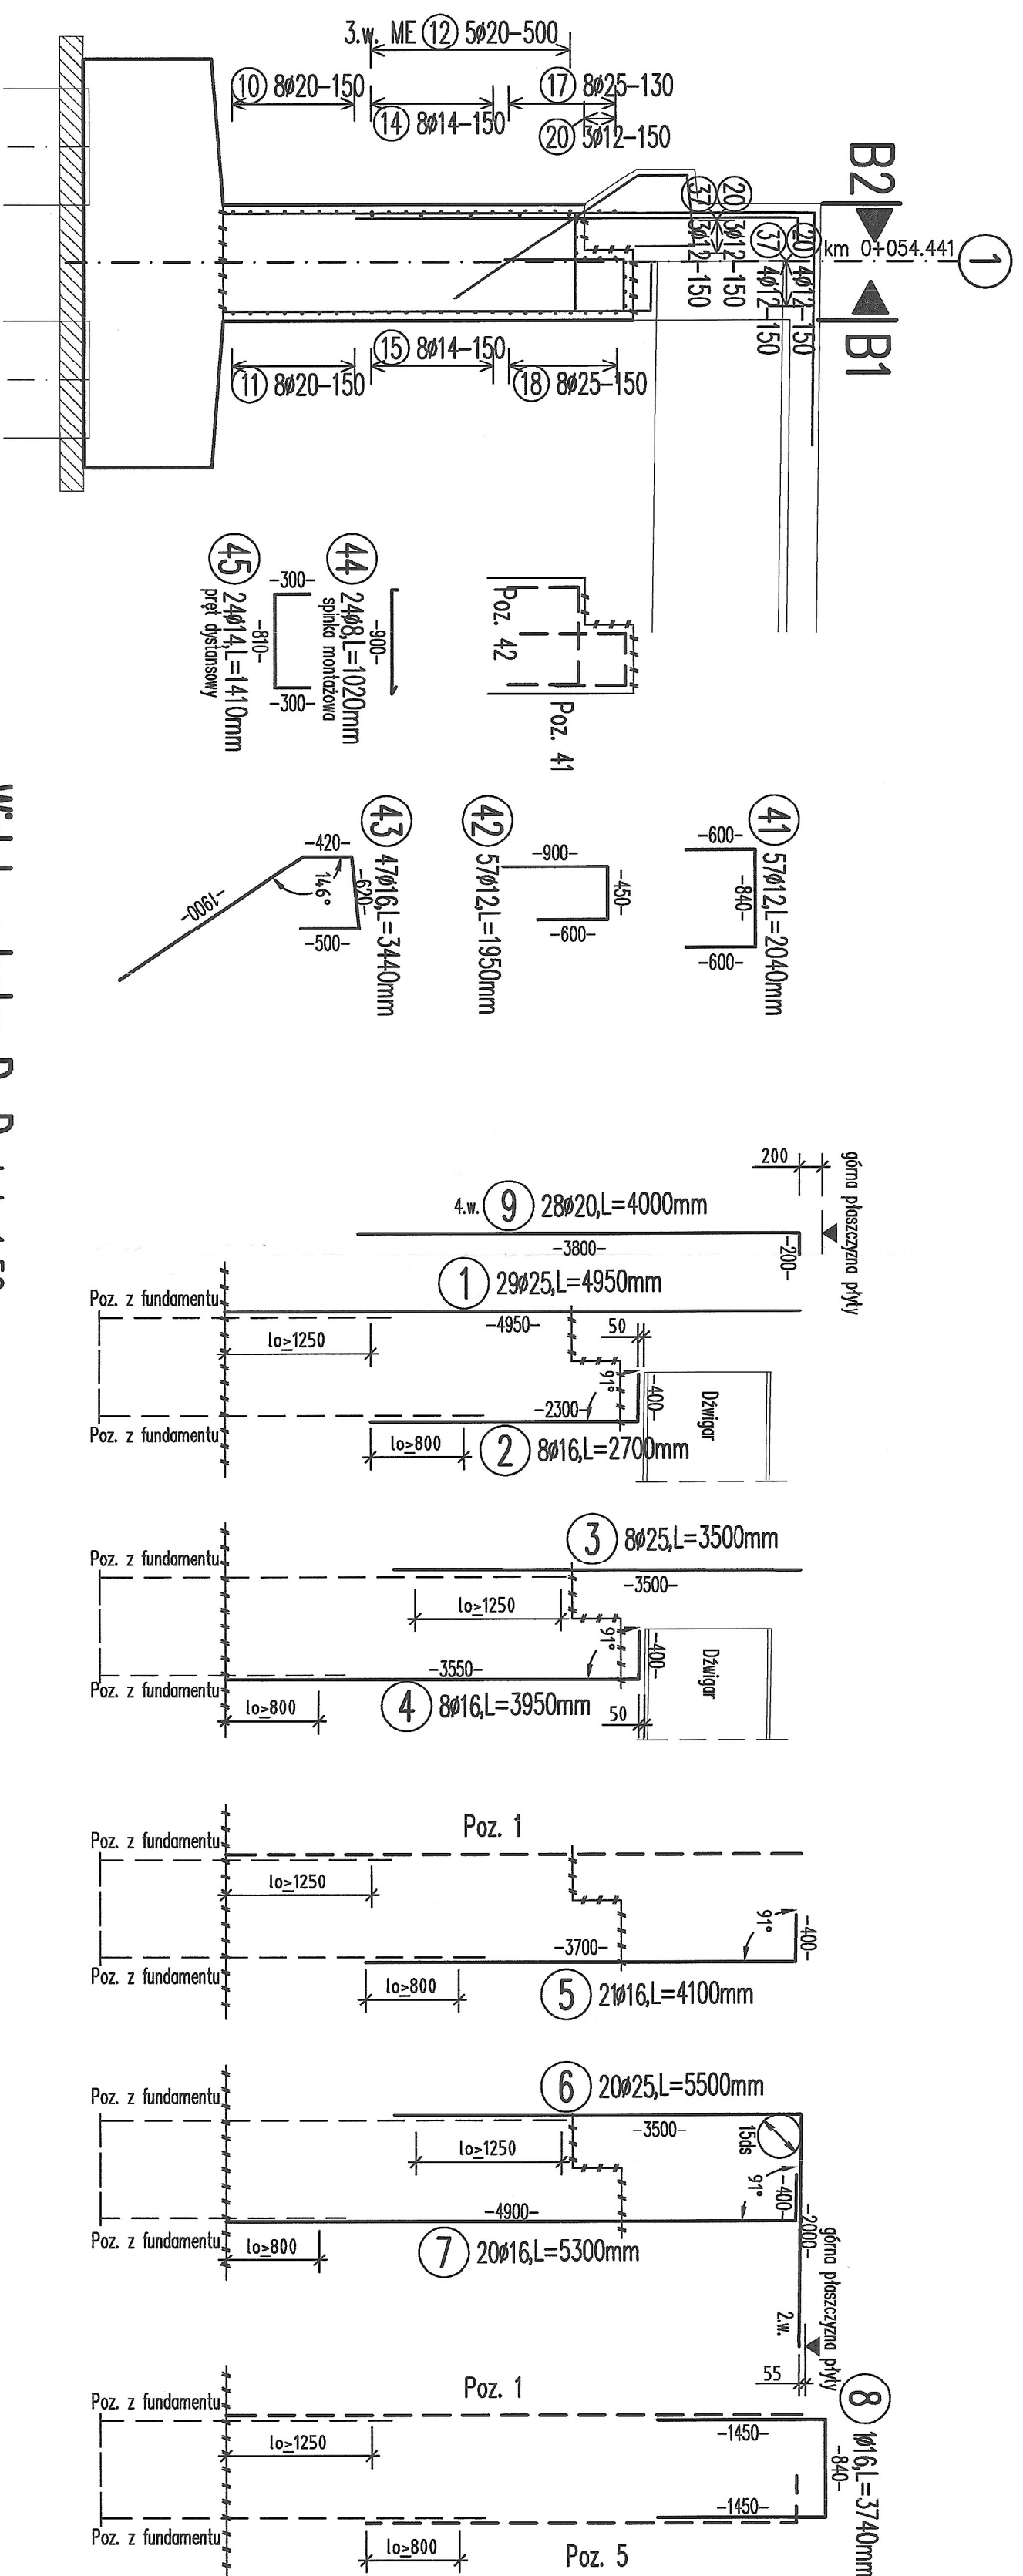 3.w. ME 12 5ø20-500
10 8ø20-150
17 8ø25-130
14 8ø14-150
20 3ø12-150
B2
37 3ø12-150
20 3ø12-150
37 4ø12-150
20 4ø12-150
km 0+054.441
1
B1
15 8ø14-150
11 8ø20-150
18 8ø25-150
45 24ø14,L=1410mm
pręt dystansowy
-300-
-810-
-300-
44 24ø8,L=1020mm
spinka montażowa
-900-
Poz. 42
Poz. 41
43 47ø16,L=3440mm
-420-
146°
-620-
-1900-
-500-
42 57ø12,L=1950mm
-900-
-450-
-600-
41 57ø12,L=2040mm
-600-
-840-
-600-
200
górna płaszczyzna płyty
4.w. 9 28ø20,L=4000mm
-3800-
-200-
1 29ø25,L=4950mm
Poz. z fundamentu
-4950-
50
lo≥1250
91°
-400-
Dźwigar
-2300-
Poz. z fundamentu
lo≥800
2 8ø16,L=2700mm
3 8ø25,L=3500mm
Poz. z fundamentu
-3500-
lo≥1250
91°
-400-
Dźwigar
-3550-
Poz. z fundamentu
lo≥800
4 8ø16,L=3950mm
50
Poz. 1
Poz. z fundamentu
lo≥1250
91°
-400-
-3700-
Poz. z fundamentu
lo≥800
5 21ø16,L=4100mm
6 20ø25,L=5500mm
Poz. z fundamentu
-3500-
15ds
lo≥1250
91°
-400-
-2000-
-4900-
Poz. z fundamentu
lo≥800
7 20ø16,L=5300mm
górna płaszczyzna płyty
2.w.
55
8 1ø16,L=3740mm
Poz. 1
Poz. z fundamentu
-1450-
lo≥1250
-840-
-1450-
Poz. z fundamentu
lo≥800
Poz. 5